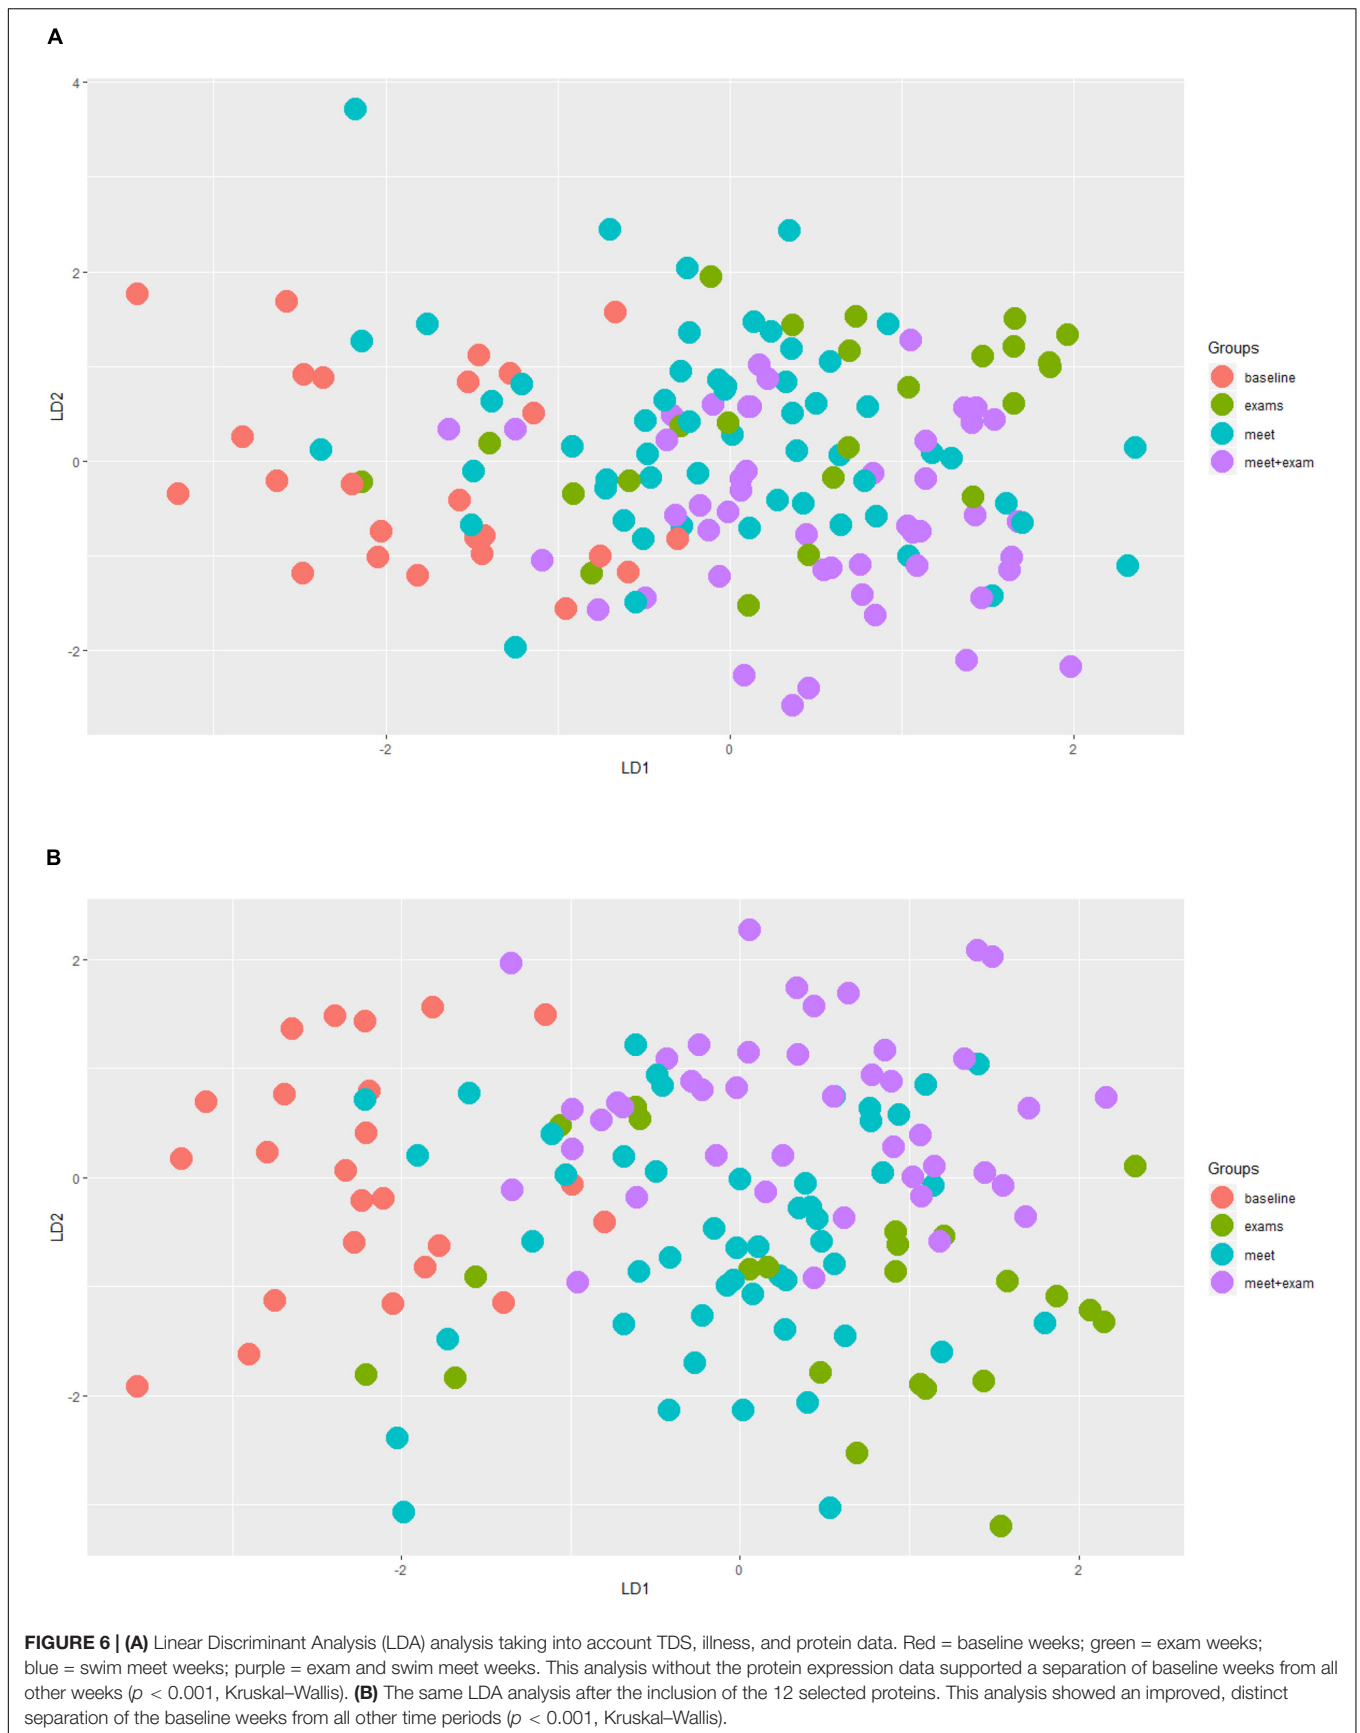 A
4
2
0
-2
LD2
-2
0
2
LD1
Groups
baseline
exams
meet
meet+exam
B
2
0
-2
LD2
-2
0
2
LD1
Groups
baseline
exams
meet
meet+exam
FIGURE 6 | (A) Linear Discriminant Analysis (LDA) analysis taking into account TDS, illness, and protein data. Red = baseline weeks; green = exam weeks;
blue = swim meet weeks; purple = exam and swim meet weeks. This analysis without the protein expression data supported a separation of baseline weeks from all
other weeks (p < 0.001, Kruskal–Wallis). (B) The same LDA analysis after the inclusion of the 12 selected proteins. This analysis showed an improved, distinct
separation of the baseline weeks from all other time periods (p < 0.001, Kruskal–Wallis).